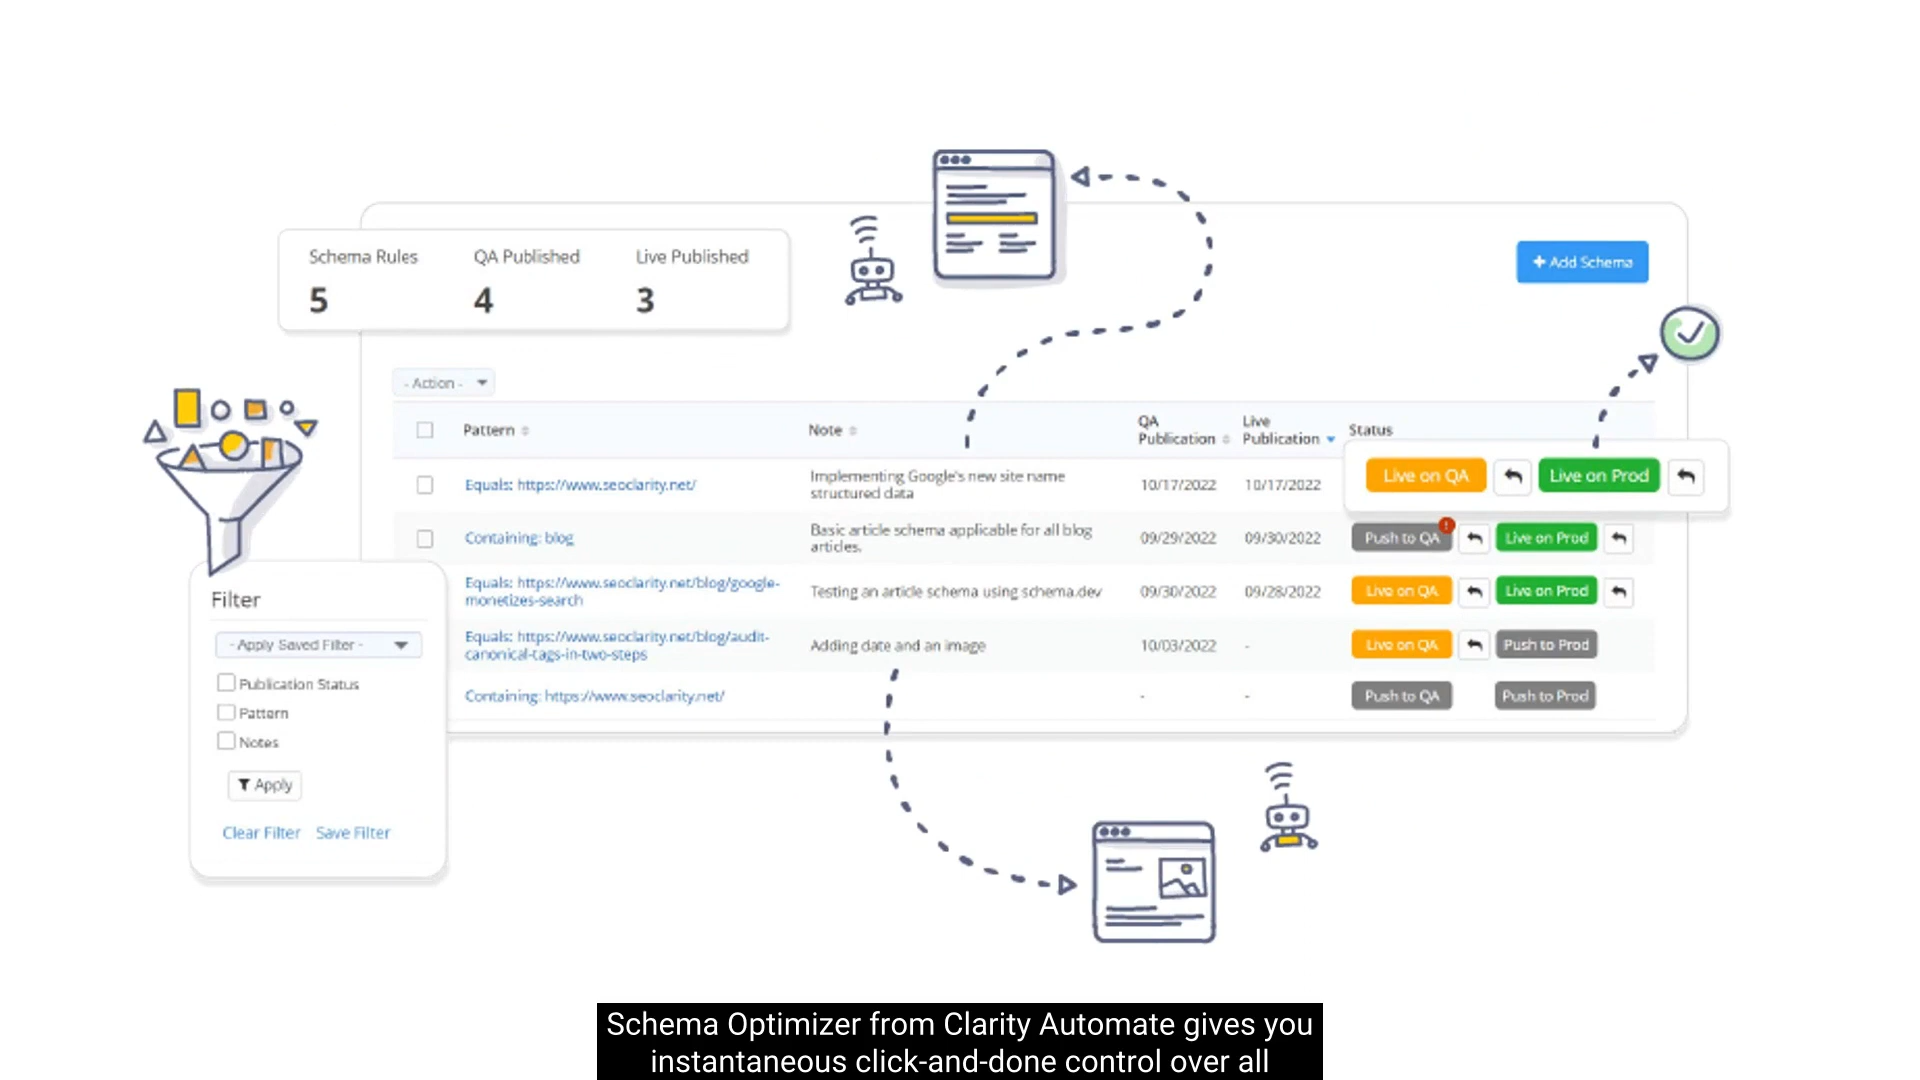 Schema Rules QA Published Live Published
5 4 3
+ Add Schema
- Action -
Pattern Note QA Publication Live Publication Status
Equals: https://www.seoclarity.net/
Implementing Google's new site name
structured data
10/17/2022 10/17/2022 Live on QA Live on Prod
Containing: blog
Basic article schema applicable for all blog
articles.
09/29/2022 09/30/2022 Push to QA ! Live on Prod
Equals: https://www.seoclarity.net/blog/google-
monetizes-search
Testing an article schema using schema.dev
09/30/2022 09/28/2022 Live on QA Live on Prod
Equals: https://www.seoclarity.net/blog/audit-
canonical-tags-in-two-steps
Adding date and an image
10/03/2022 - Live on QA Push to Prod
Containing: https://www.seoclarity.net/
- - Push to QA Push to Prod
Filter
- Apply Saved Filter -
Publication Status
Pattern
Notes
Apply
Clear Filter Save Filter
Schema Optimizer from Clarity Automate gives you
instantaneous click-and-done control over all